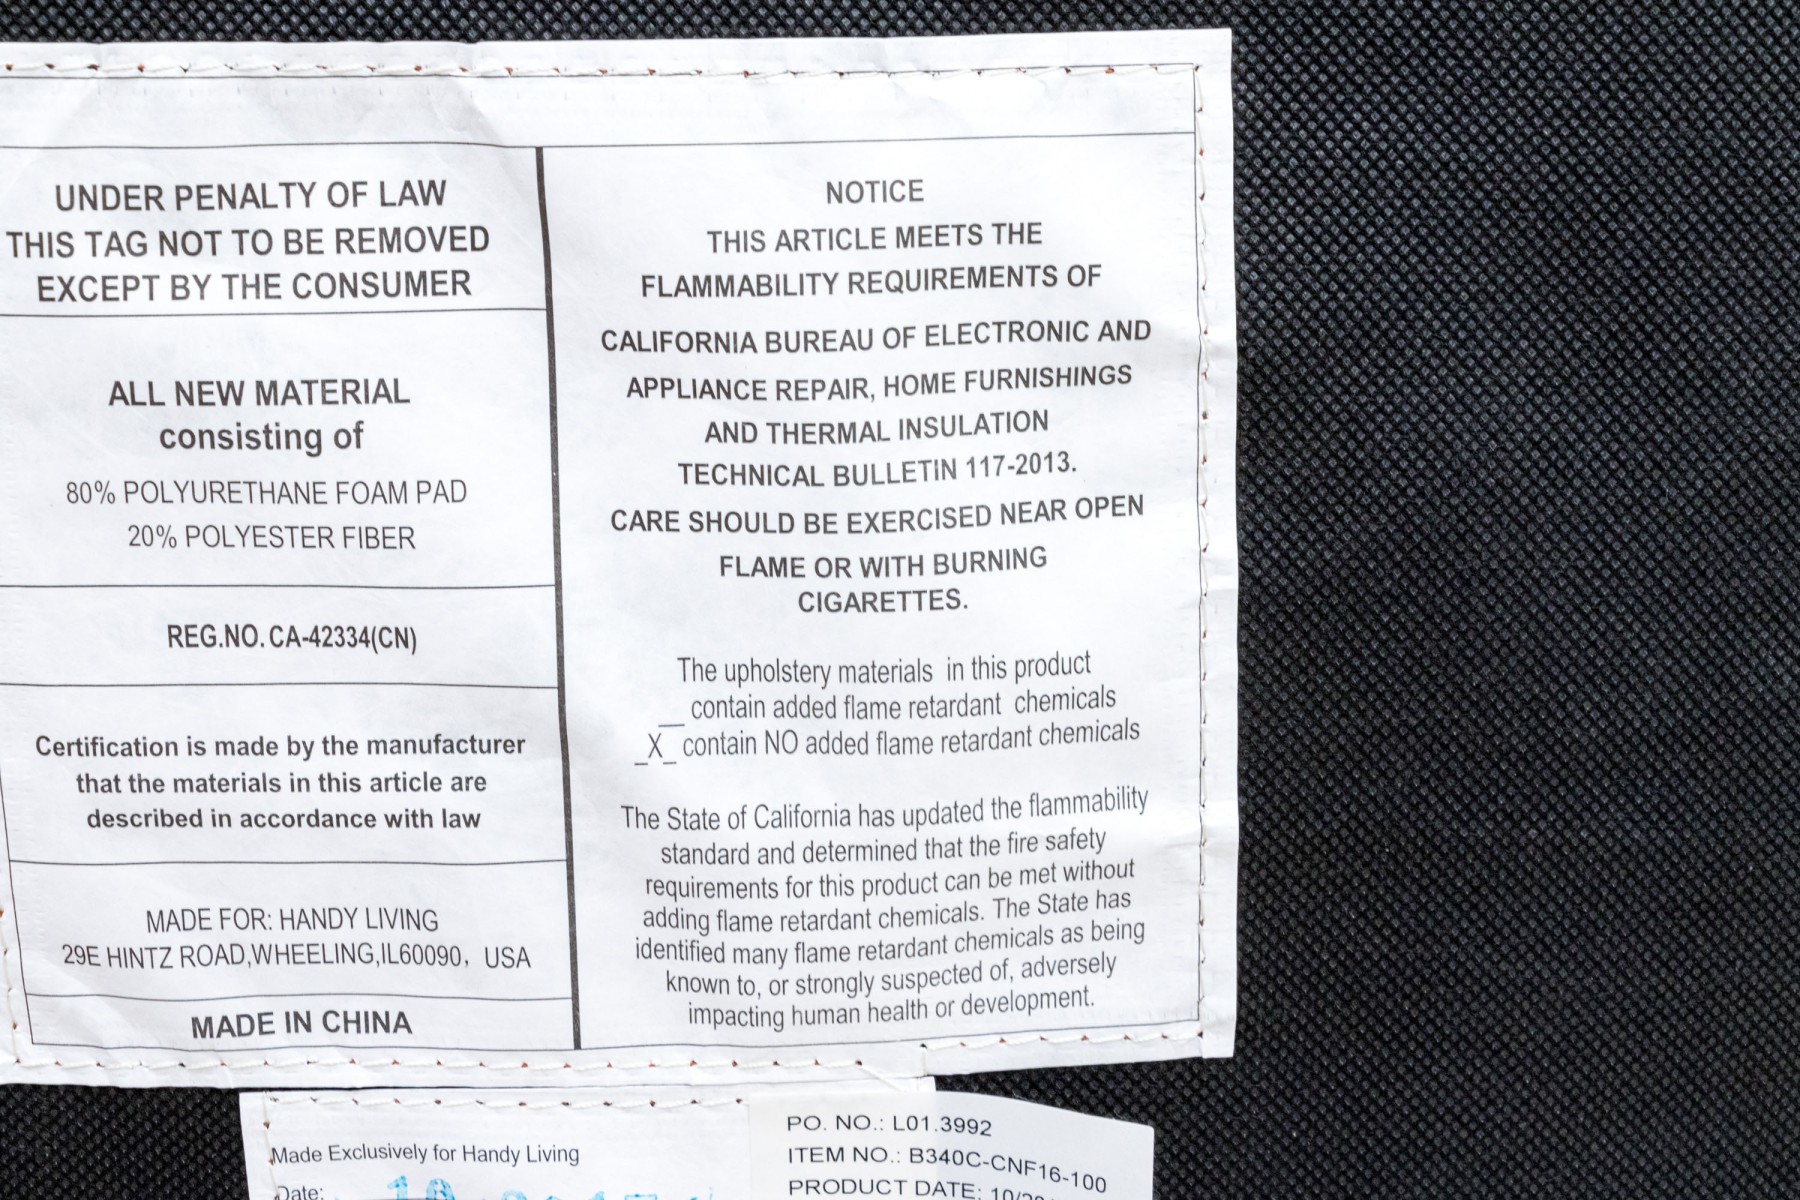 UNDER PENALTY OF LAW
THIS TAG NOT TO BE REMOVED
EXCEPT BY THE CONSUMER
ALL NEW MATERIAL
consisting of
80% POLYURETHANE FOAM PAD
20% POLYESTER FIBER
REG.NO. CA-42334(CN)
Certification is made by the manufacturer
that the materials in this article are
described in accordance with law
MADE FOR: HANDY LIVING
29E HINTZ ROAD,WHEELING,IL60090, USA
MADE IN CHINA
NOTICE
THIS ARTICLE MEETS THE
FLAMMABILITY REQUIREMENTS OF
CALIFORNIA BUREAU OF ELECTRONIC AND
APPLIANCE REPAIR, HOME FURNISHINGS
AND THERMAL INSULATION
TECHNICAL BULLETIN 117-2013.
CARE SHOULD BE EXERCISED NEAR OPEN
FLAME OR WITH BURNING
CIGARETTES.
The upholstery materials in this product
__ contain added flame retardant chemicals
_X_ contain NO added flame retardant chemicals
The State of California has updated the flammability
standard and determined that the fire safety
requirements for this product can be met without
adding flame retardant chemicals. The State has
identified many flame retardant chemicals as being
known to, or strongly suspected of, adversely
impacting human health or development.
Made Exclusively for Handy Living
Date:
PO. NO.: L01.3992
ITEM NO.: B340C-CNF16-100
PRODUCT DATE: